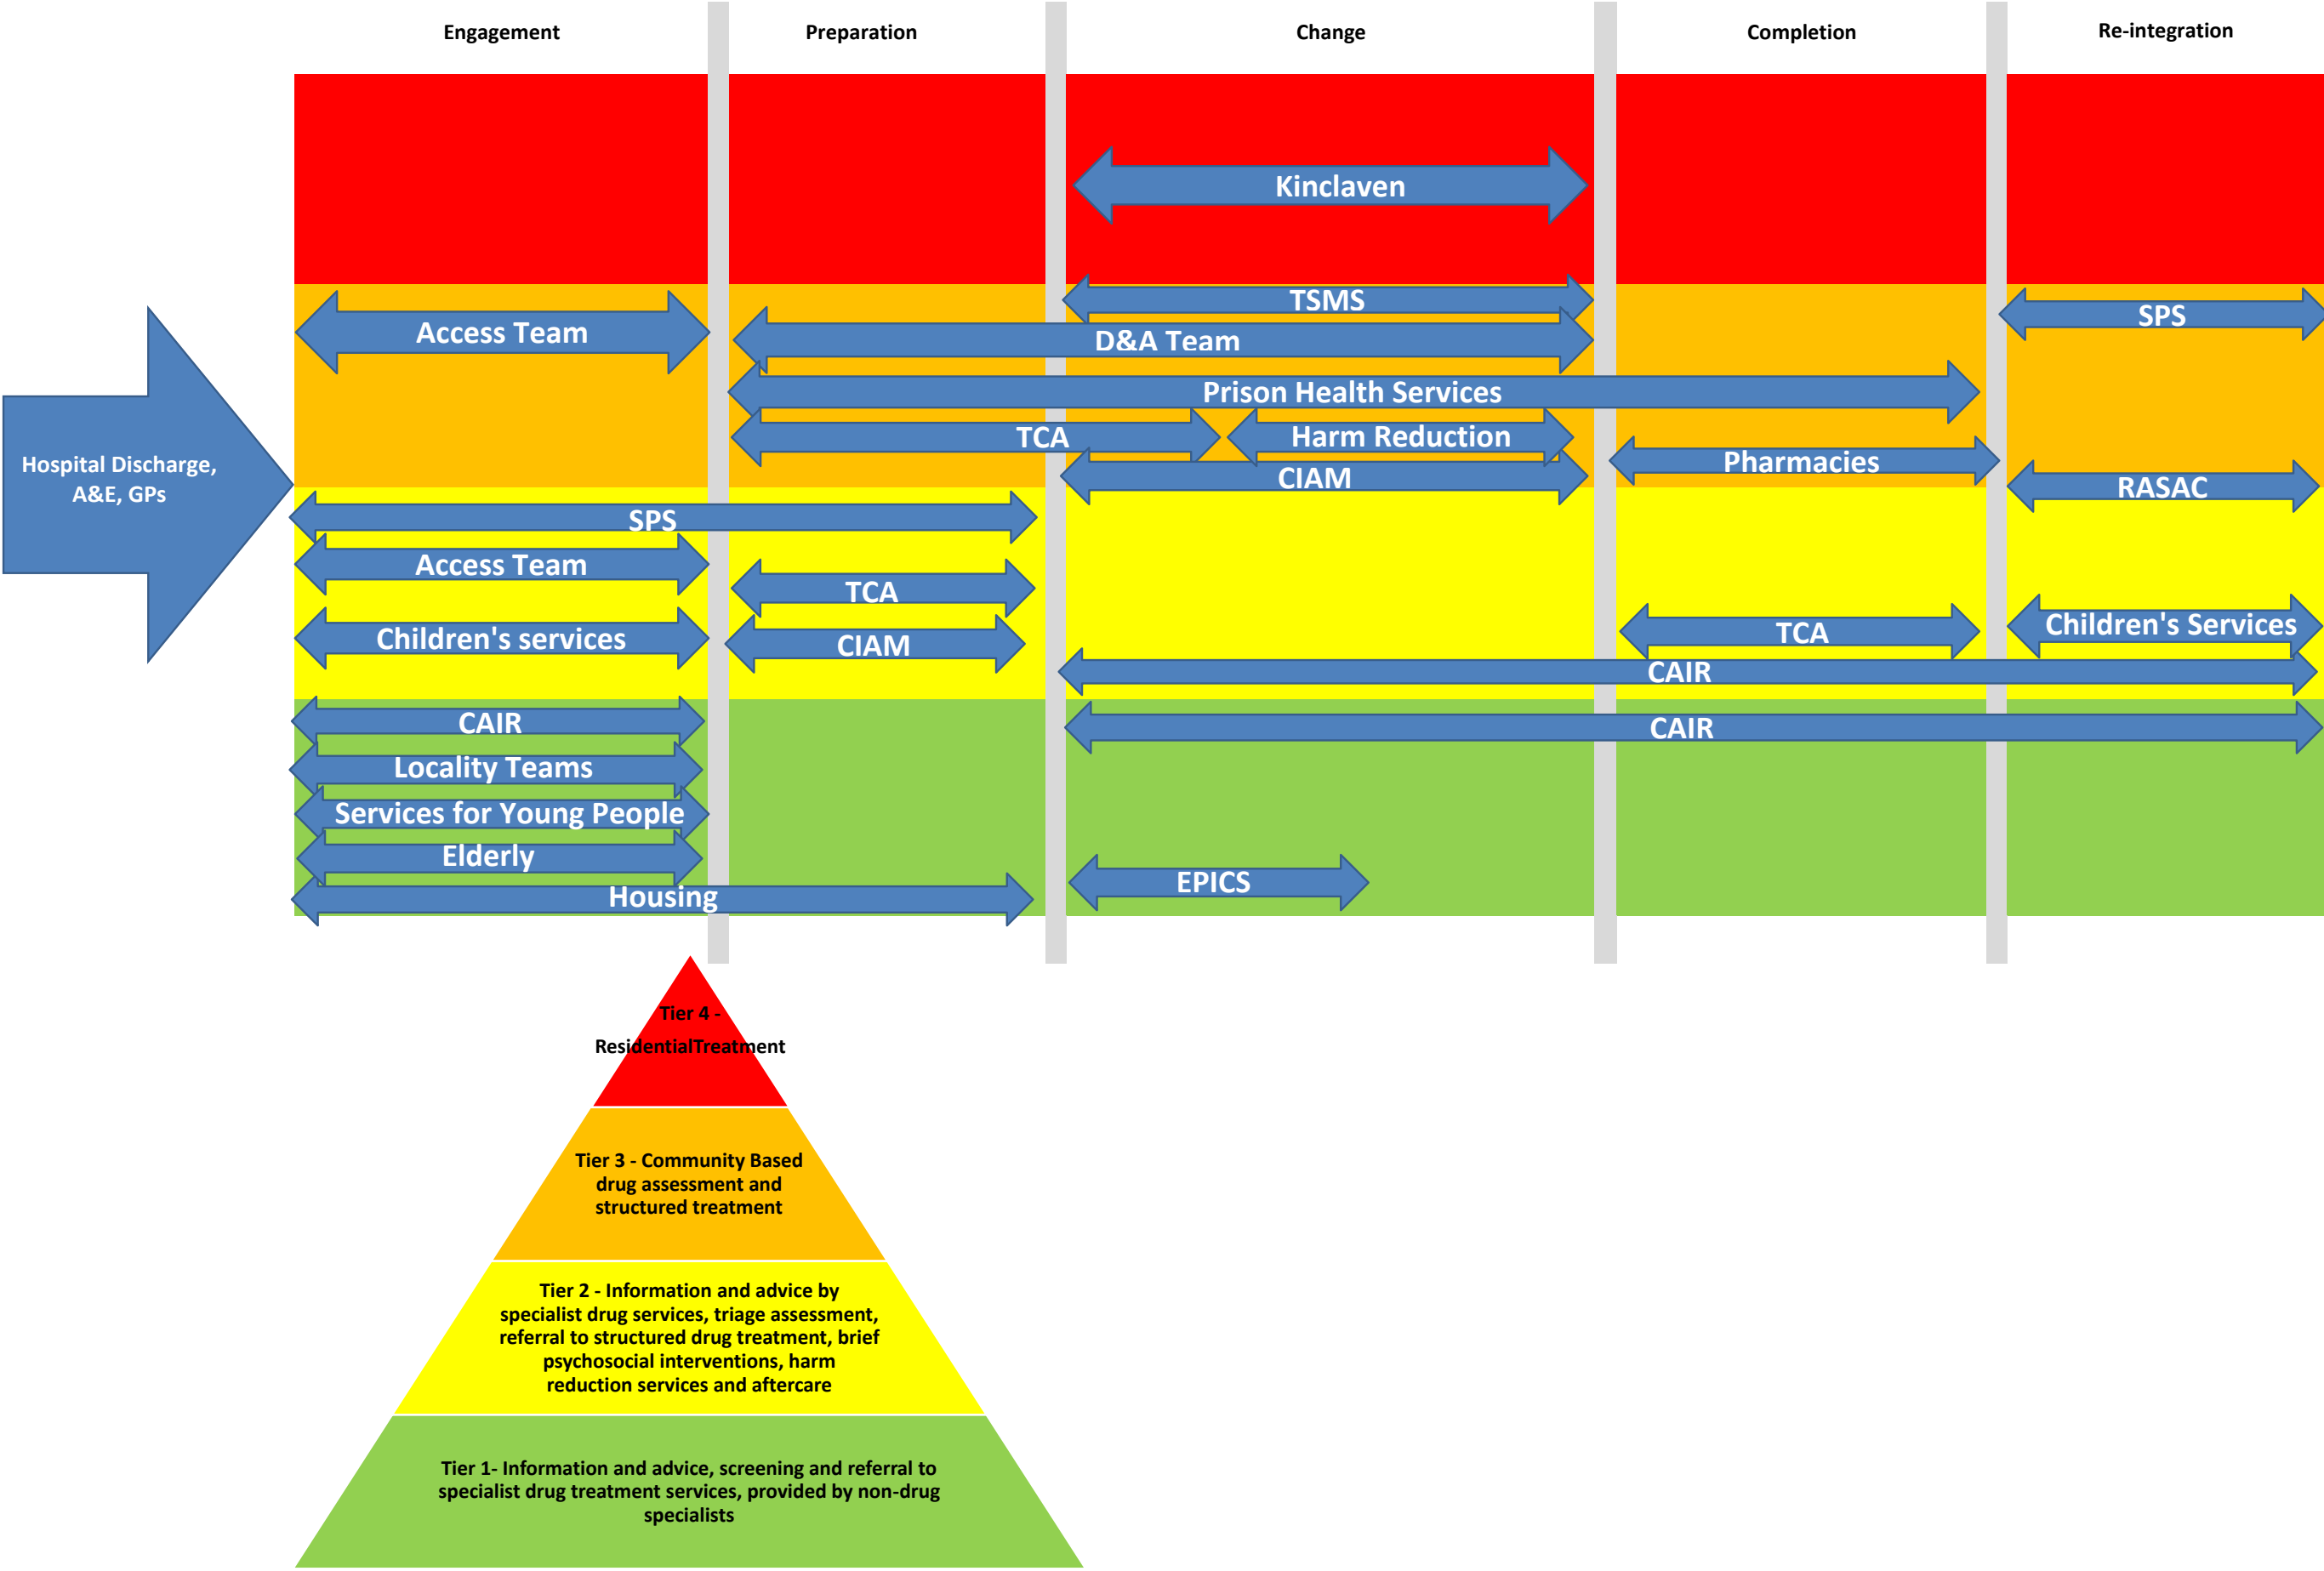 Engagement
Preparation
Change
Completion
Re-integration
Kinclaven
TSMS
SPS
Access Team
D&A Team
Prison Health Services
TCA
Harm Reduction
Hospital Discharge,
A&E, GPs
Pharmacies
CIAM
RASAC
SPS
Access Team
TCA
Children's services
CIAM
TCA
Children's Services
CAIR
CAIR
CAIR
Locality Teams
Services for Young People
Elderly
EPICS
Housing
Tier 4 -
ResidentialTreatment
Tier 3 - Community Based
drug assessment and
structured treatment
Tier 2 - Information and advice by
specialist drug services, triage assessment,
referral to structured drug treatment, brief
psychosocial interventions, harm
reduction services and aftercare
Tier 1- Information and advice, screening and referral to
specialist drug treatment services, provided by non-drug
specialists